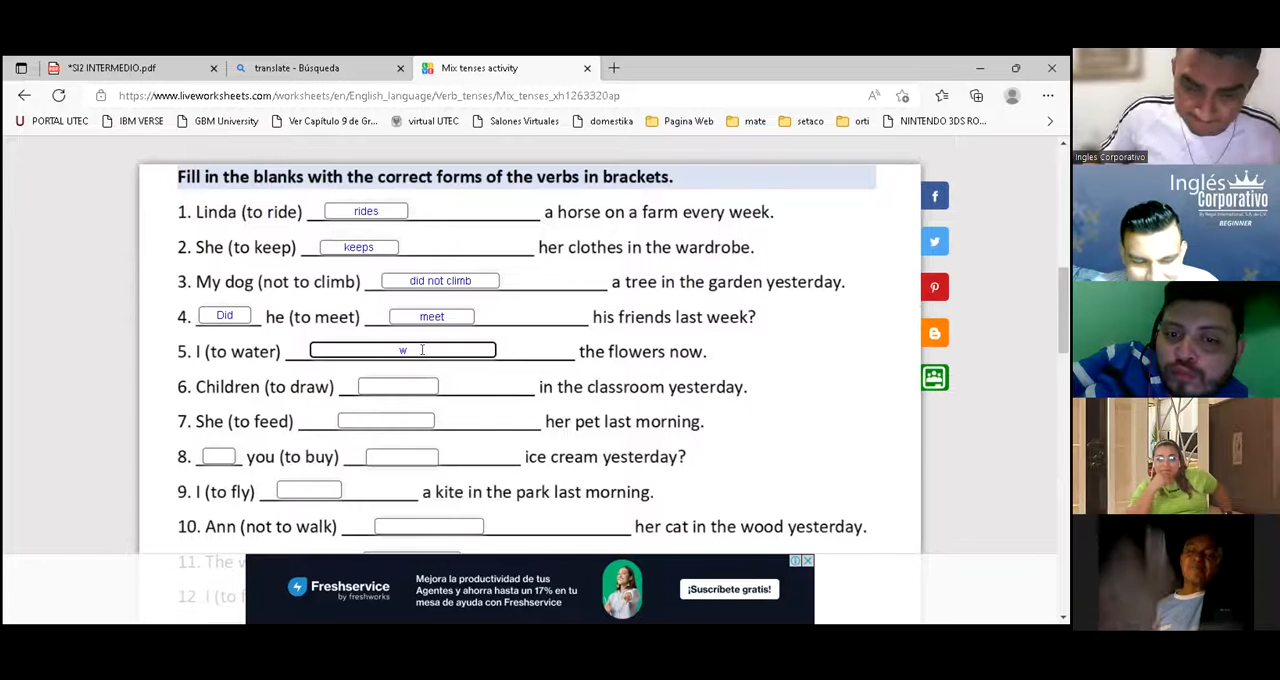 *SI2 INTERMEDIO.pdf
translate - Búsqueda
Mix tenses activity
https://www.liveworksheets.com/worksheets/en/English_language/Verb_tenses/Mix_tenses_xh1263320ap
PORTAL UTEC
IBM VERSE
GBM University
Ver Capítulo 9 de Gr...
virtual UTEC
Salones Virtuales
domestika
Pagina Web
mate
setaco
orti
NINTENDO 3DS RO...
Fill in the blanks with the correct forms of the verbs in brackets.
1. Linda (to ride) rides a horse on a farm every week.
2. She (to keep) keeps her clothes in the wardrobe.
3. My dog (not to climb) did not climb a tree in the garden yesterday.
4. Did he (to meet) meet his friends last week?
5. I (to water) w the flowers now.
6. Children (to draw) in the classroom yesterday.
7. She (to feed) her pet last morning.
8. you (to buy) ice cream yesterday?
9. I (to fly) a kite in the park last morning.
10. Ann (not to walk) her cat in the wood yesterday.
11. The w
12 I (to f
Freshservice
by freshworks
Mejora la productividad de tus
Agentes y ahorra hasta un 17% en tu
mesa de ayuda con Freshservice
¡Suscríbete gratis!
Ingles Corporativo
Inglés
Corporativo
By Regio International, S.A. de C.V.
BEGINNER